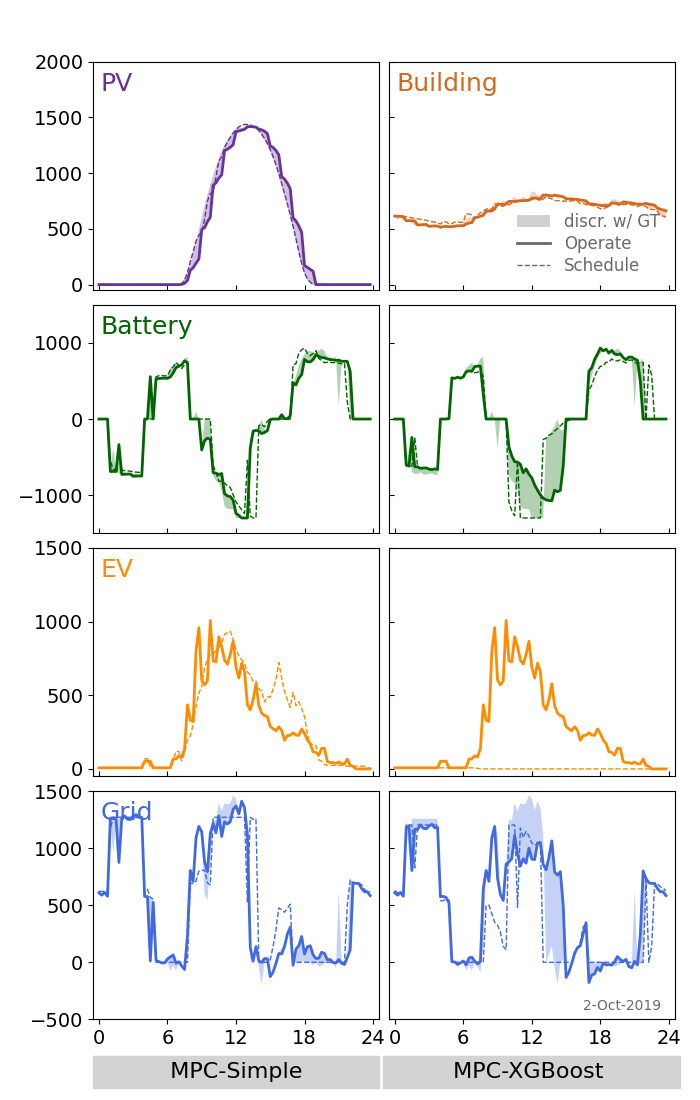 2000
1500
1000
500
0
PV
Building
discr. w/ GT
Operate
Schedule
1000
0
−1000
Battery
1500
1000
500
0
EV
1500
1000
500
0
−500
Grid
2-Oct-2019
0 6 12 18 24 0 6 12 18 24
MPC-Simple MPC-XGBoost